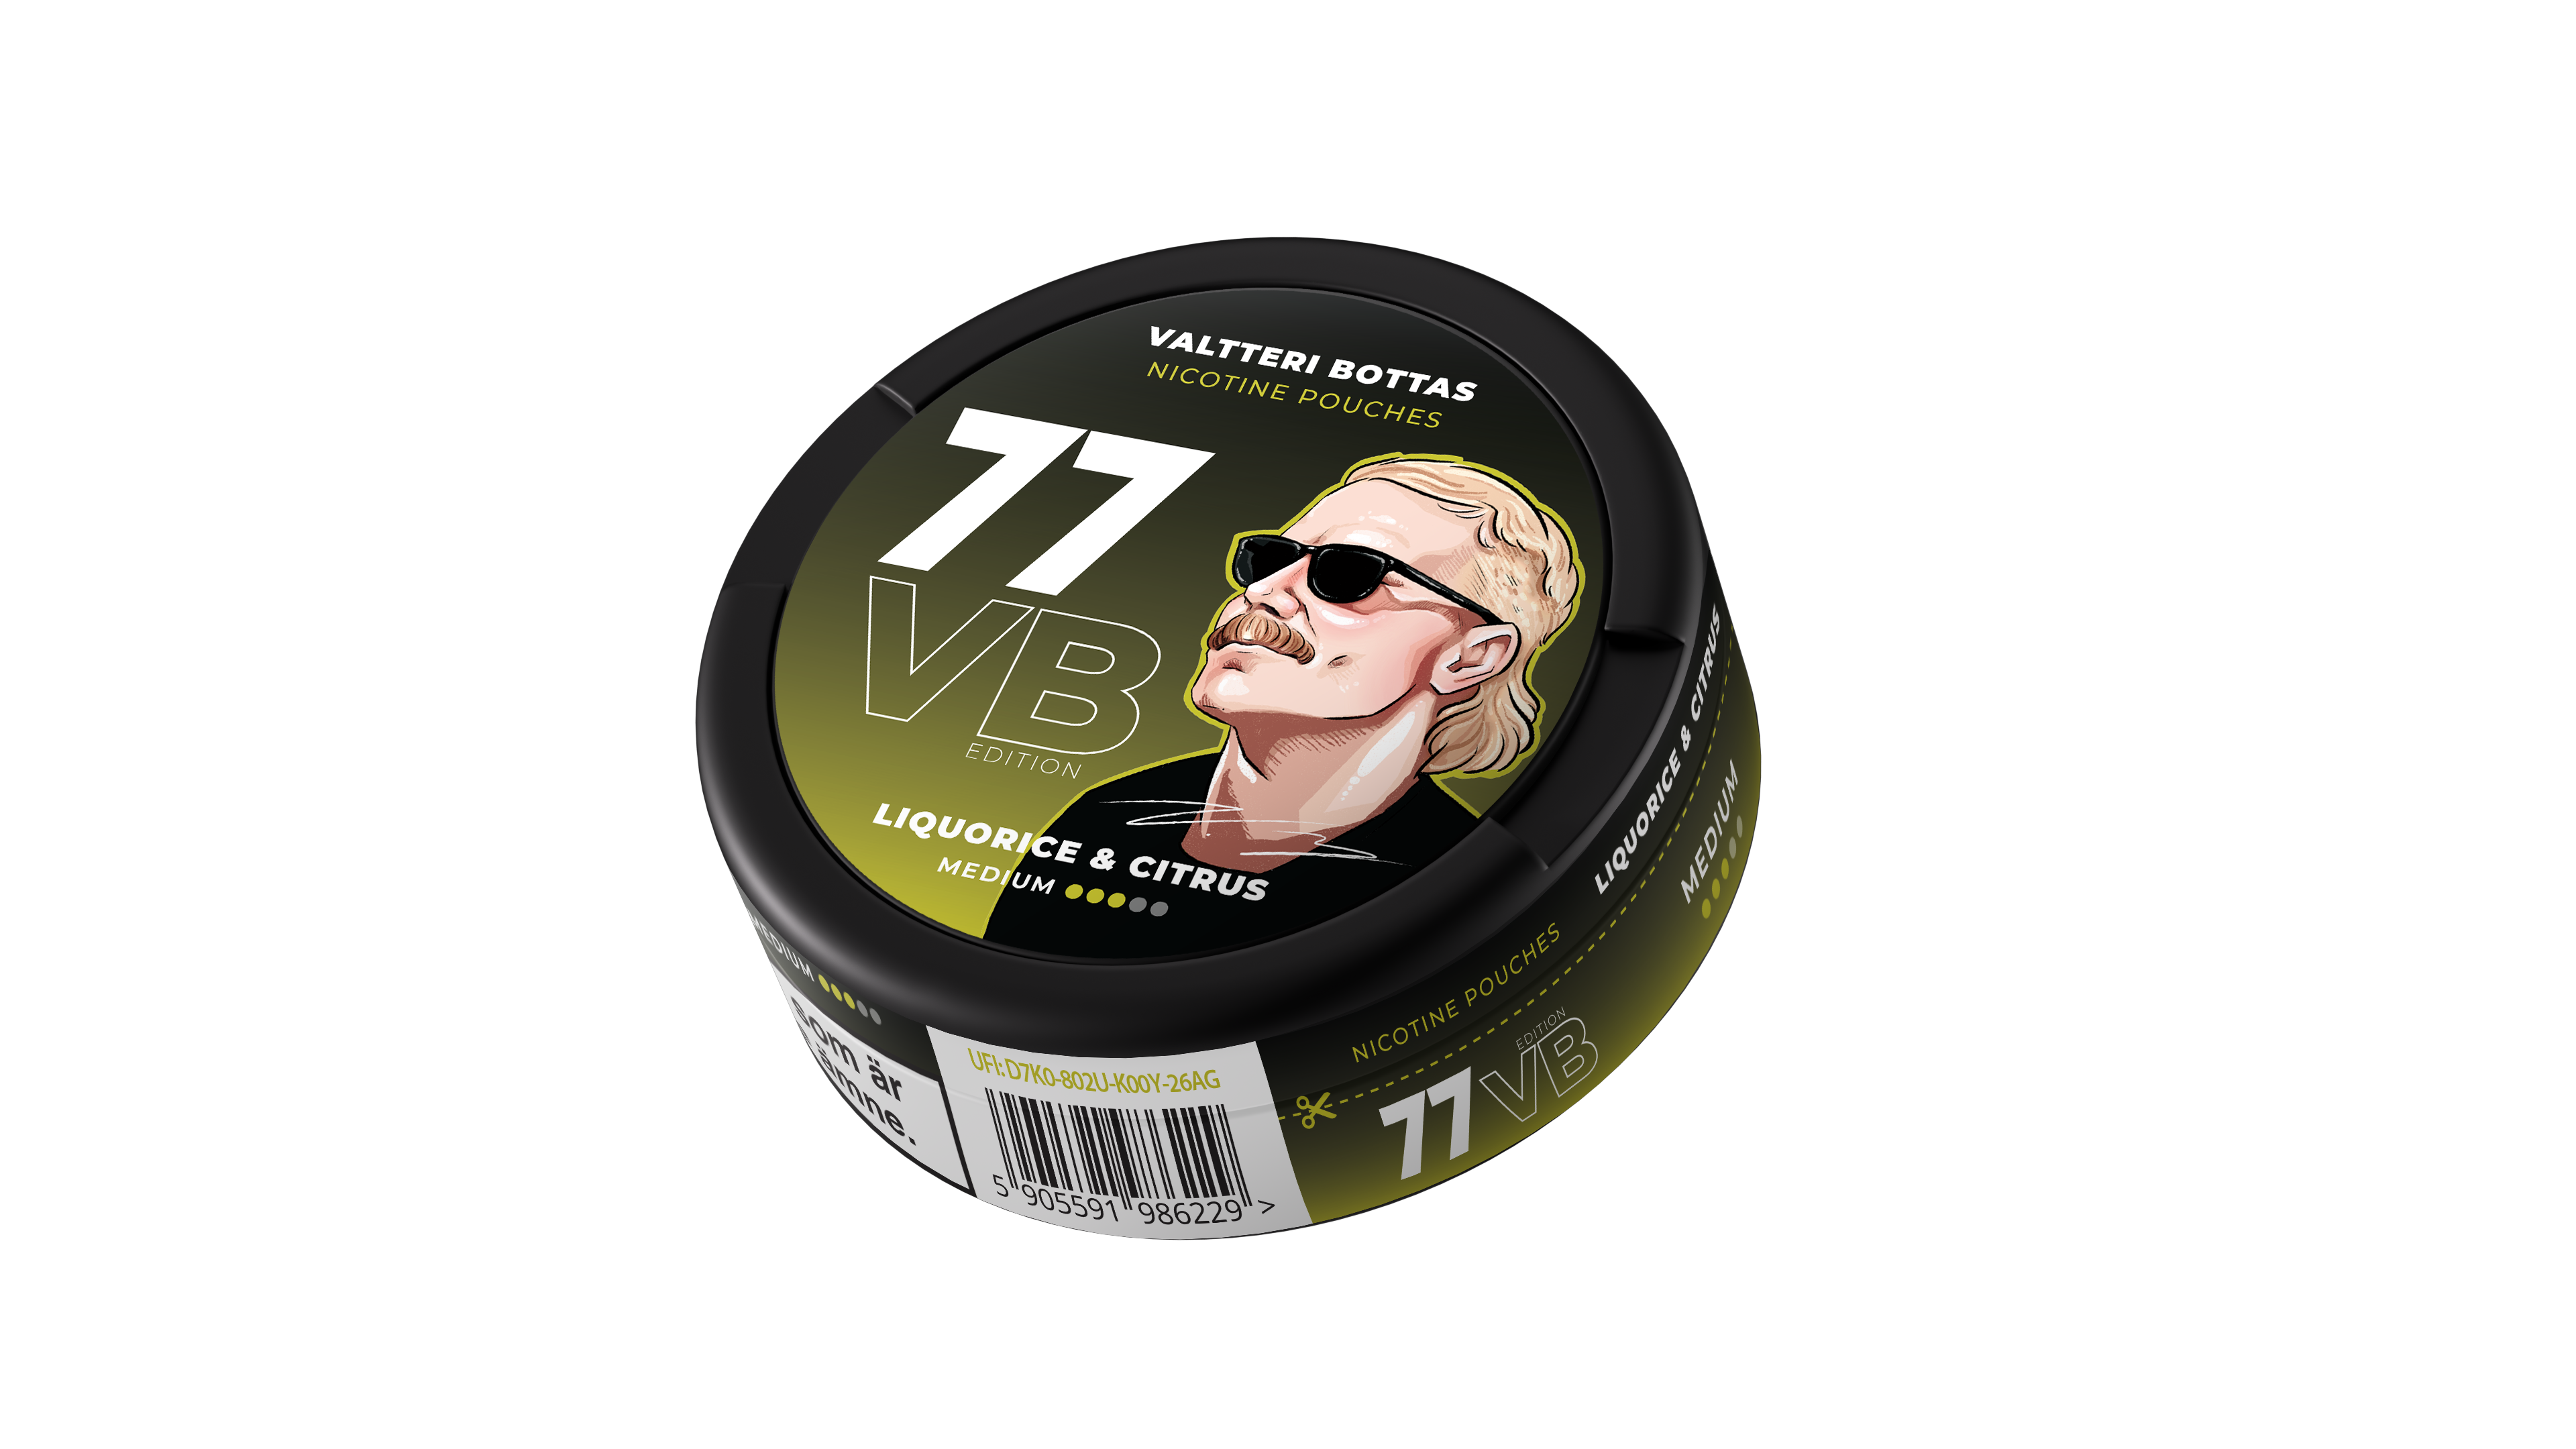 VALTTERI BOTTAS
NICOTINE POUCHES
77
VB
EDITION
LIQUORICE & CITRUS
MEDIUM
LIQUORICE & CITRUS
MEDIUM
NICOTINE POUCHES
EDITION
77 VB
MEDIUM
som är
UFI: D7K0-802U-K00Y-26AG
5 905591 986229 >